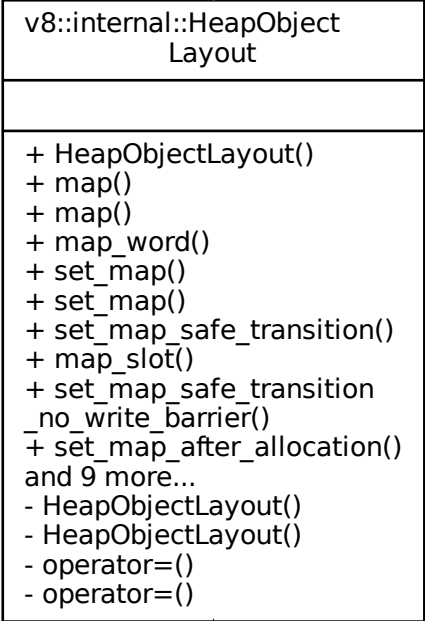 v8::internal::HeapObject
Layout
+ HeapObjectLayout()
+ map()
+ map()
+ map_word()
+ set_map()
+ set_map()
+ set_map_safe_transition()
+ map_slot()
+ set_map_safe_transition
_no_write_barrier()
+ set_map_after_allocation()
and 9 more...
- HeapObjectLayout()
- HeapObjectLayout()
- operator=()
- operator=()